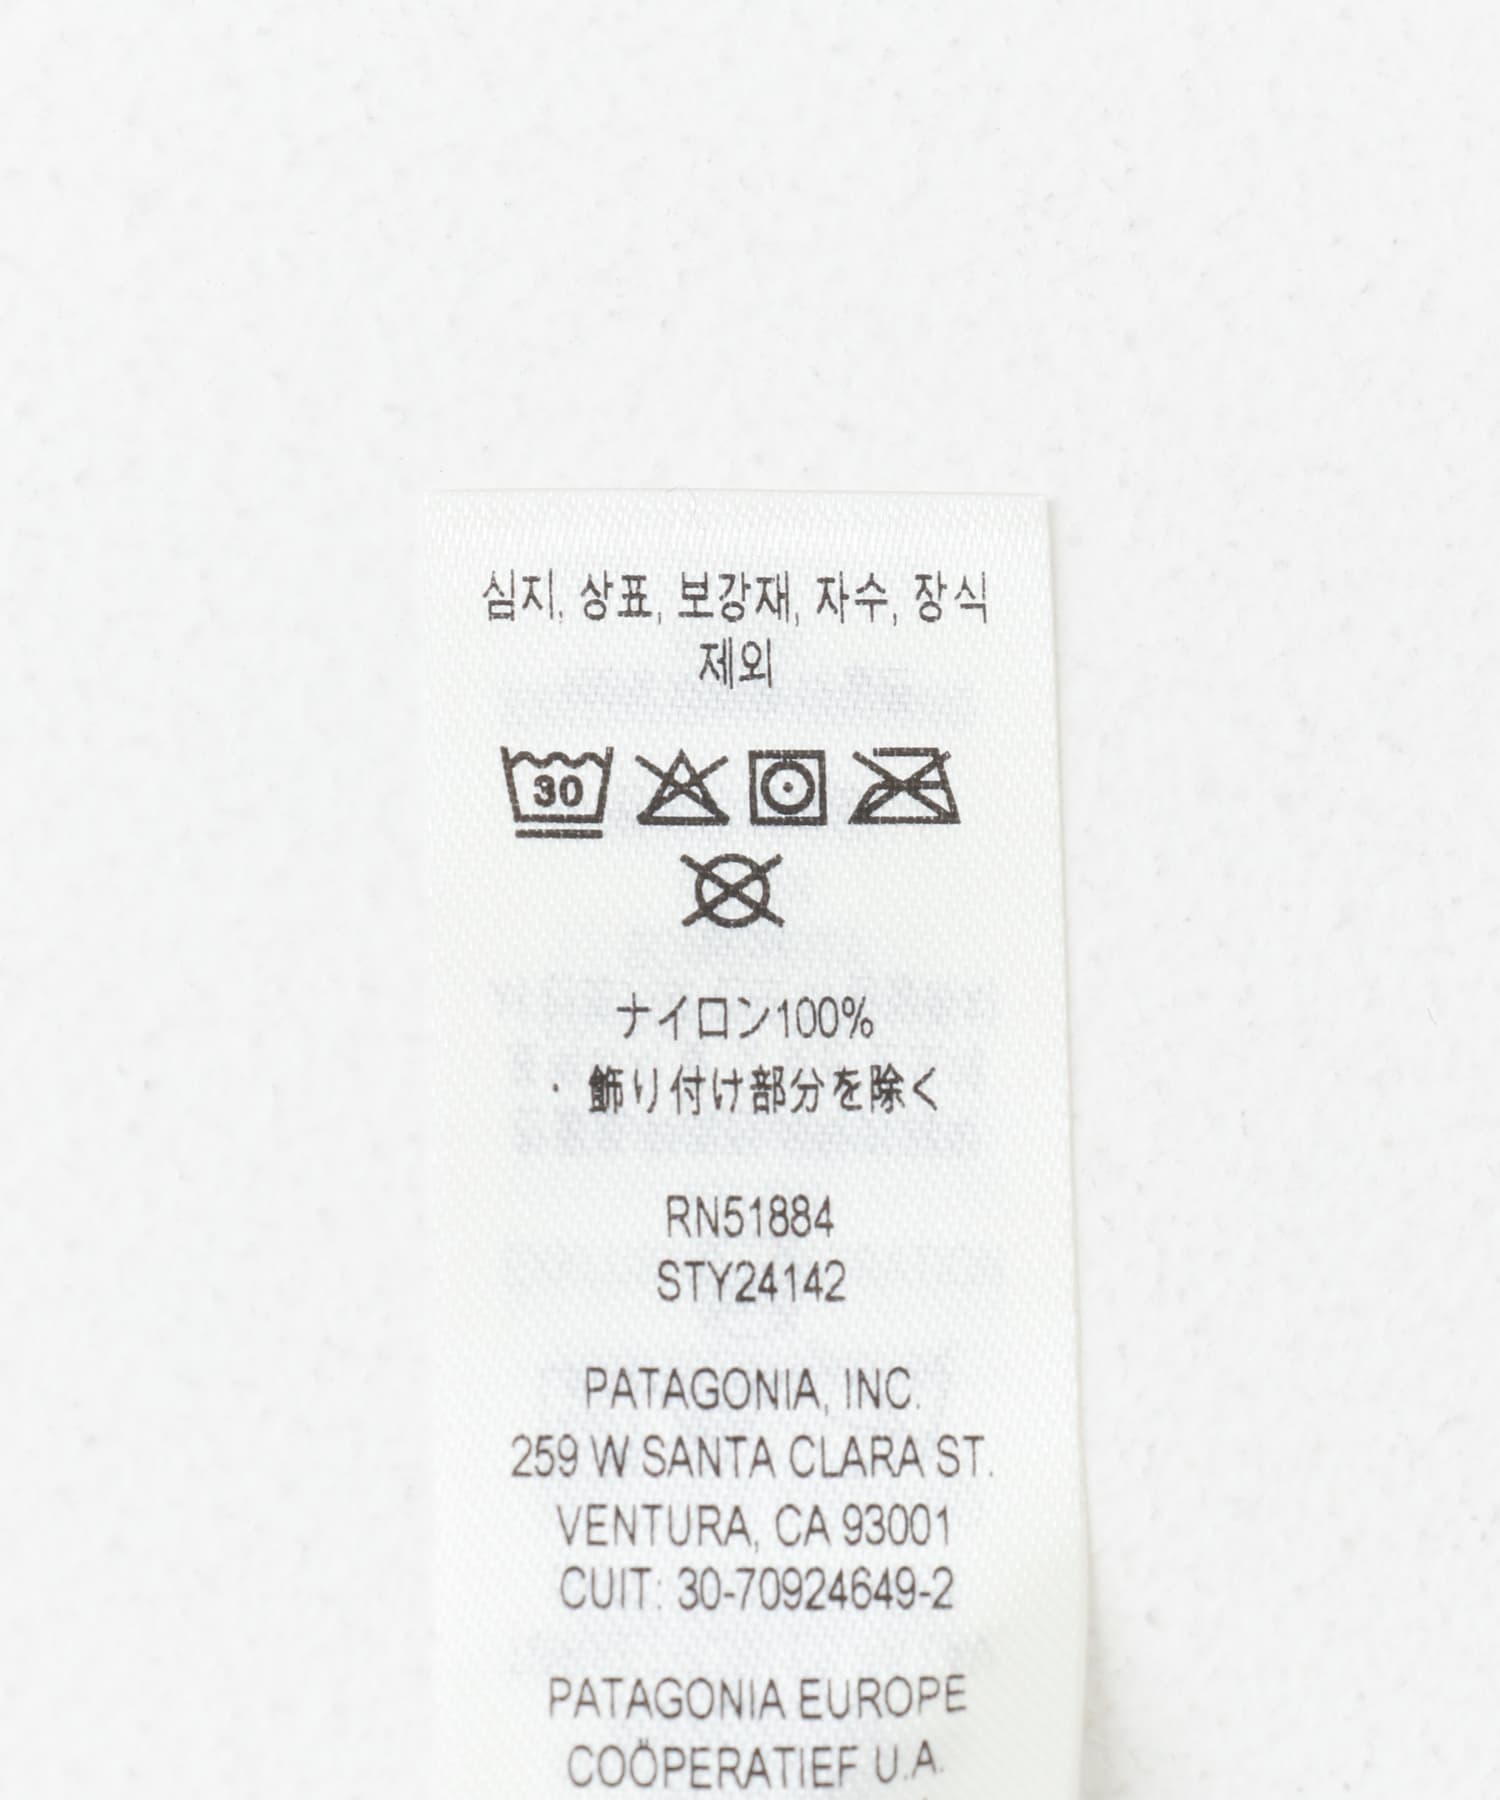 심지, 상표, 보강재, 자수, 장식
제외
30
ナイロン100%
・飾り付け部分を除く
RN51884
STY24142
PATAGONIA, INC.
259 W SANTA CLARA ST.
VENTURA, CA 93001
CUIT: 30-70924649-2
PATAGONIA EUROPE
COÖPERATIEF U.A.